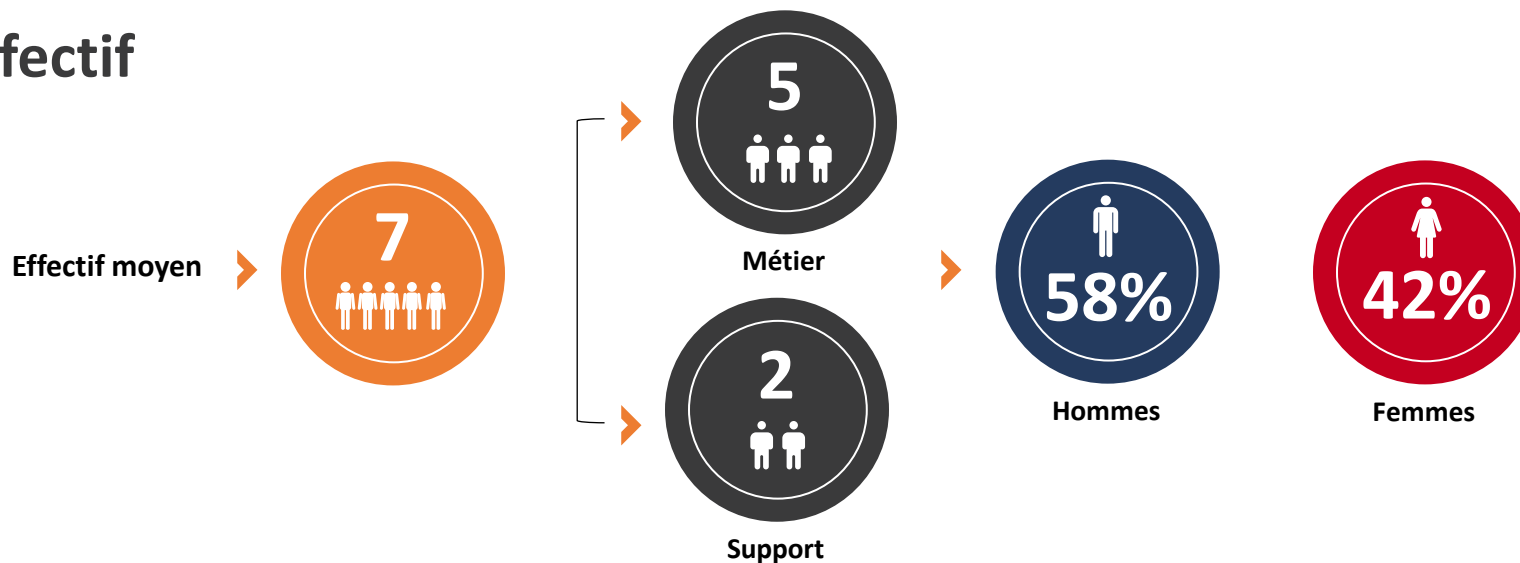 fectif
Effectif moyen
7
5
Métier
2
Support
58%
Hommes
42%
Femmes